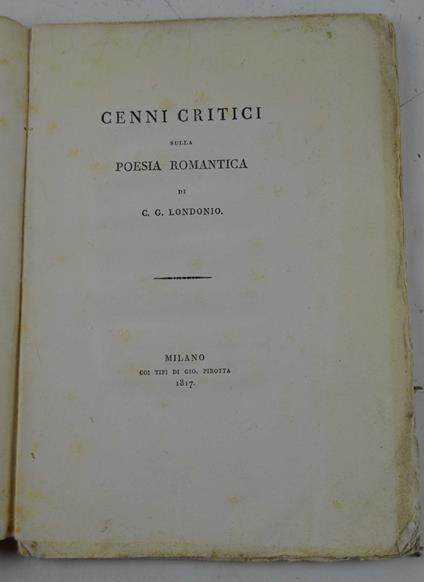 CENNI CRITICI
SULLA
POESIA ROMANTICA
DI
C. G. LONDONIO.
MILANO
COI TIPI DI GIO. PIROTTA
1817.